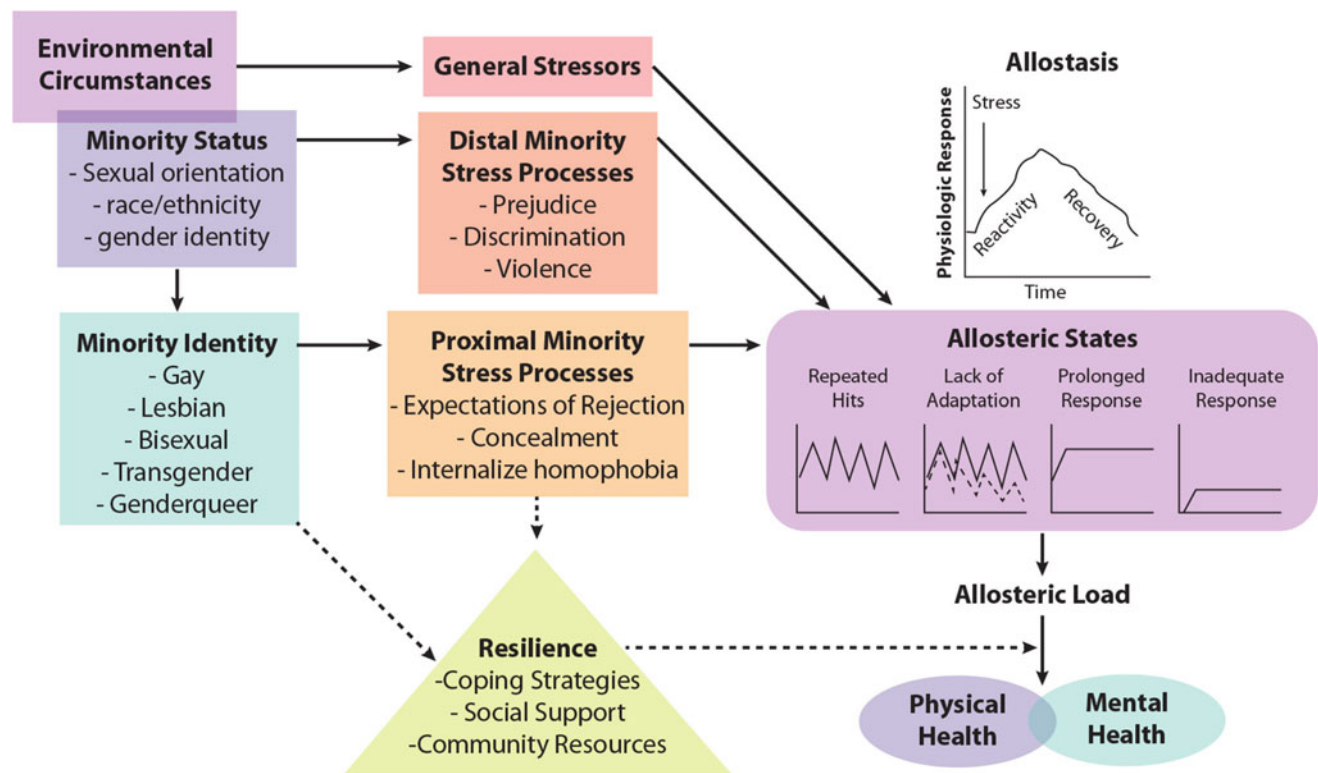 Environmental
Circumstances
General Stressors
Minority Status
- Sexual orientation
- race/ethnicity
- gender identity
Distal Minority
Stress Processes
- Prejudice
- Discrimination
- Violence
Allostasis
Stress
Physiologic Response
Reactivity
Recovery
Time
Minority Identity
- Gay
- Lesbian
- Bisexual
- Transgender
- Genderqueer
Proximal Minority
Stress Processes
- Expectations of Rejection
- Concealment
- Internalize homophobia
Allosteric States
Repeated
Hits
Lack of
Adaptation
Prolonged
Response
Inadequate
Response
Allosteric Load
Resilience
-Coping Strategies
- Social Support
-Community Resources
Physical
Health
Mental
Health